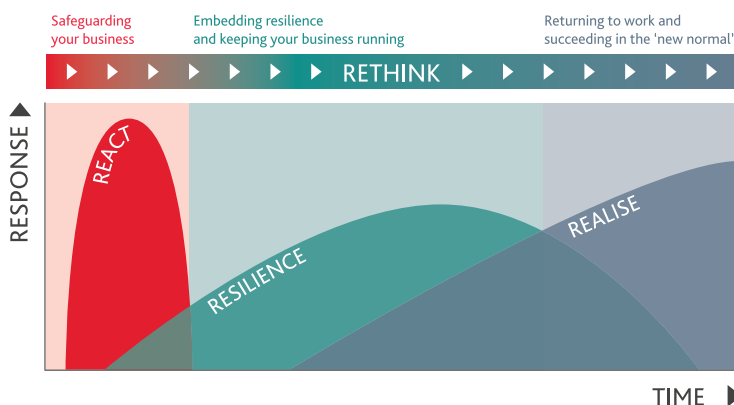 Safeguarding
your business
Embedding resilience
and keeping your business running
Returning to work and
succeeding in the 'new normal'
RETHINK
RESPONSE
REACT
RESILIENCE
REALISE
TIME